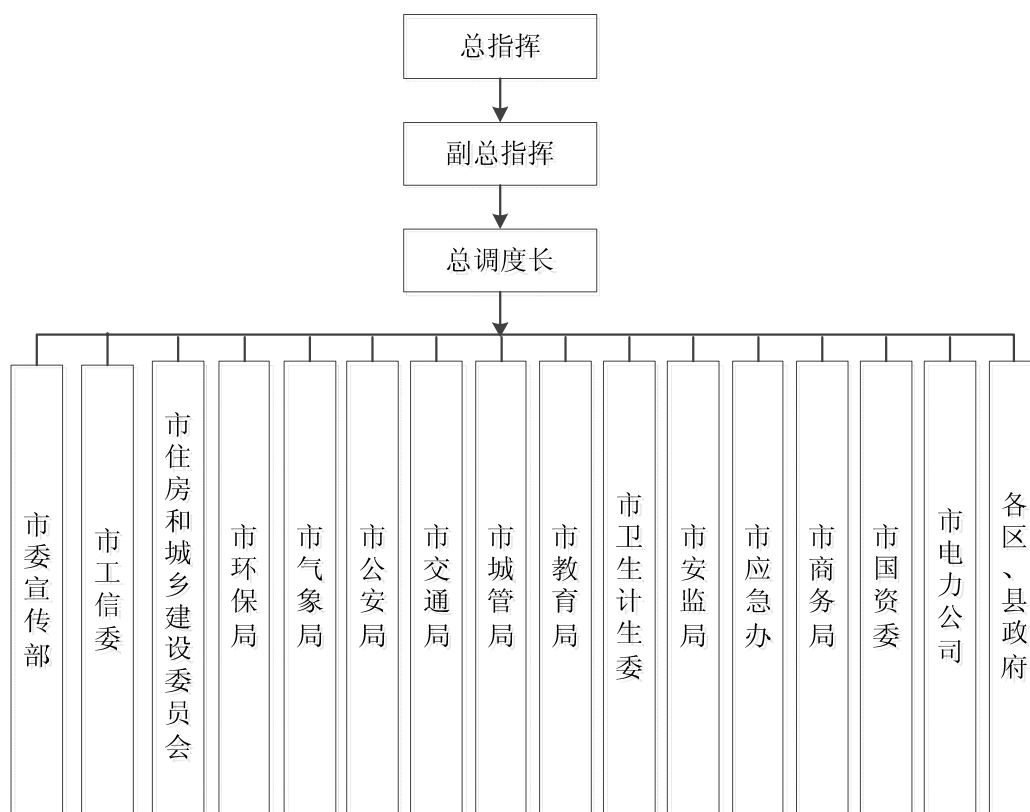 总指挥
副总指挥
总调度长
市委宣传部
市工信委
市住房和城乡建设委员会
市环保局
市气象局
市公安局
市交通局
市城管局
市教育局
市卫生计生委
市安监局
市应急办
市商务局
市国资委
市电力公司
各区、县政府